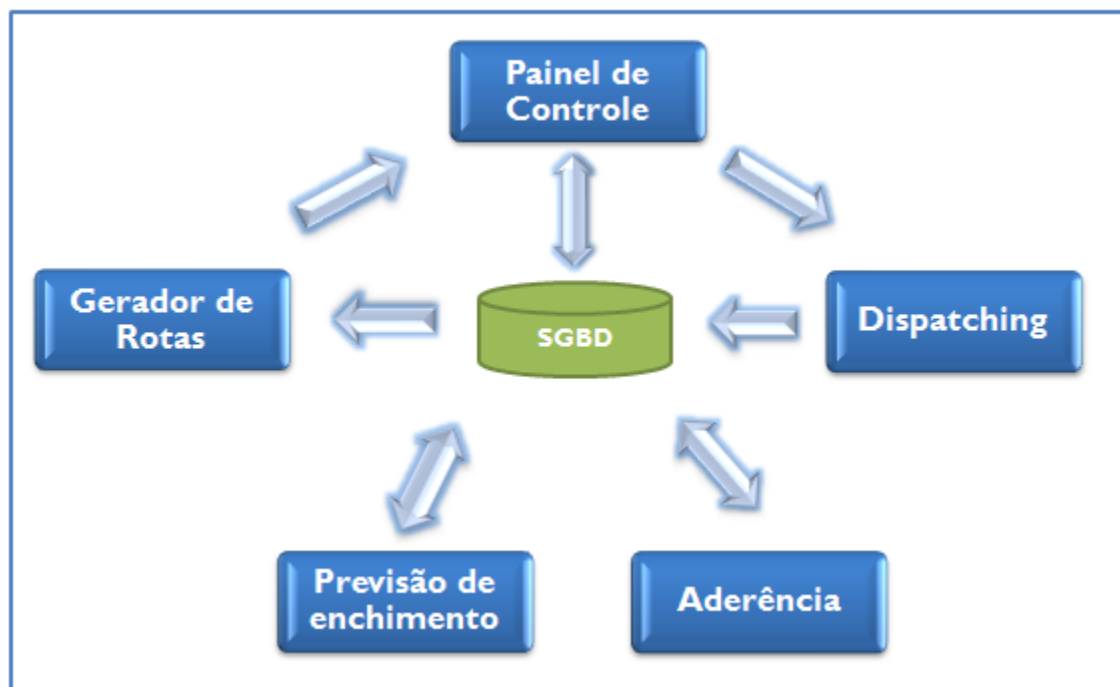 Painel de
Controle
Gerador de
Rotas
SGBD
Dispatching
Previsão de
enchimento
Aderência